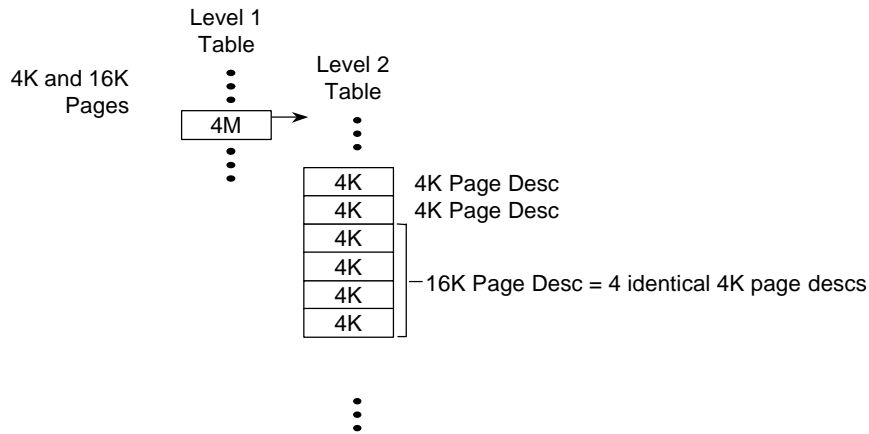 Level 1
Table
4K and 16K
Pages
4M
Level 2
Table
4K
4K Page Desc
4K
4K Page Desc
4K
4K
4K
4K
16K Page Desc = 4 identical 4K page descs